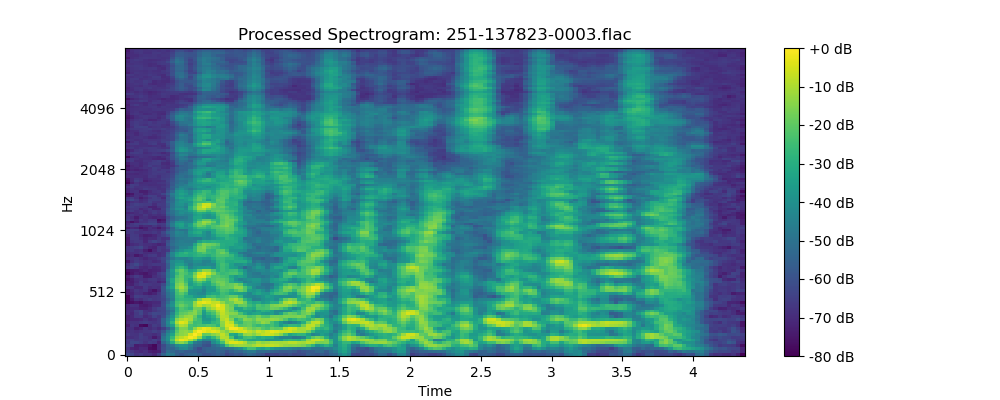 Processed Spectrogram: 251-137823-0003.flac
Hz
4096
2048
1024
512
0
0
0.5
1
1.5
2
2.5
3
3.5
4
Time
+0 dB
-10 dB
-20 dB
-30 dB
-40 dB
-50 dB
-60 dB
-70 dB
-80 dB